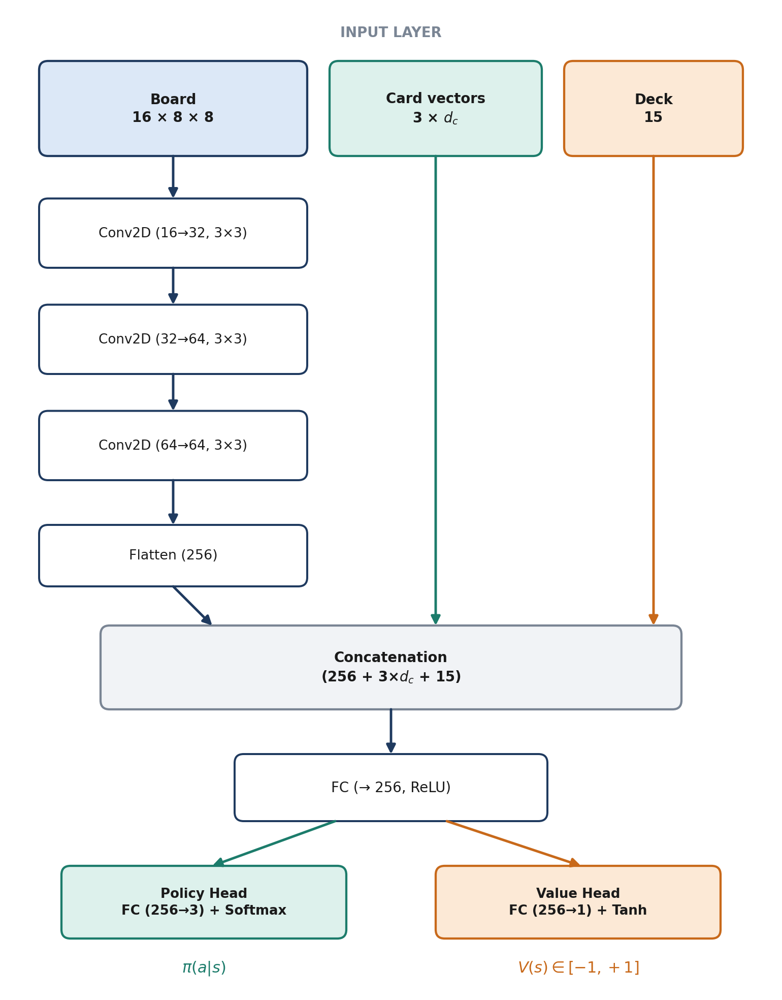 INPUT LAYER
Board
16 × 8 × 8
Card vectors
3 × d_c
Deck
15
Conv2D (16→32, 3×3)
Conv2D (32→64, 3×3)
Conv2D (64→64, 3×3)
Flatten (256)
Concatenation
(256 + 3×d_c + 15)
FC (→ 256, ReLU)
Policy Head
FC (256→3) + Softmax
Value Head
FC (256→1) + Tanh
π(a|s)
V(s) ∈ [−1, +1]